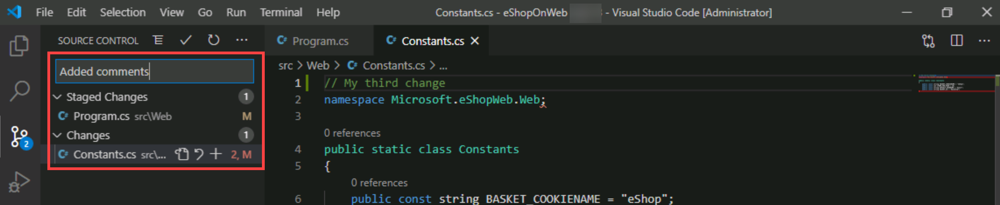 File Edit Selection View Go Run Terminal Help Constants.cs - eShopOnWeb - Visual Studio Code [Administrator]
SOURCE CONTROL
Added comments
Staged Changes 1
Program.cs src\Web M
Changes 1
Constants.cs src\... 2, M
2
Program.cs Constants.cs
src > Web > Constants.cs > ...
1 // My third change
2 namespace Microsoft.eShopWeb.Web;
3
0 references
4 public static class Constants
5 {
0 references
6 public const string BASKET_COOKIENAME = "eShop";